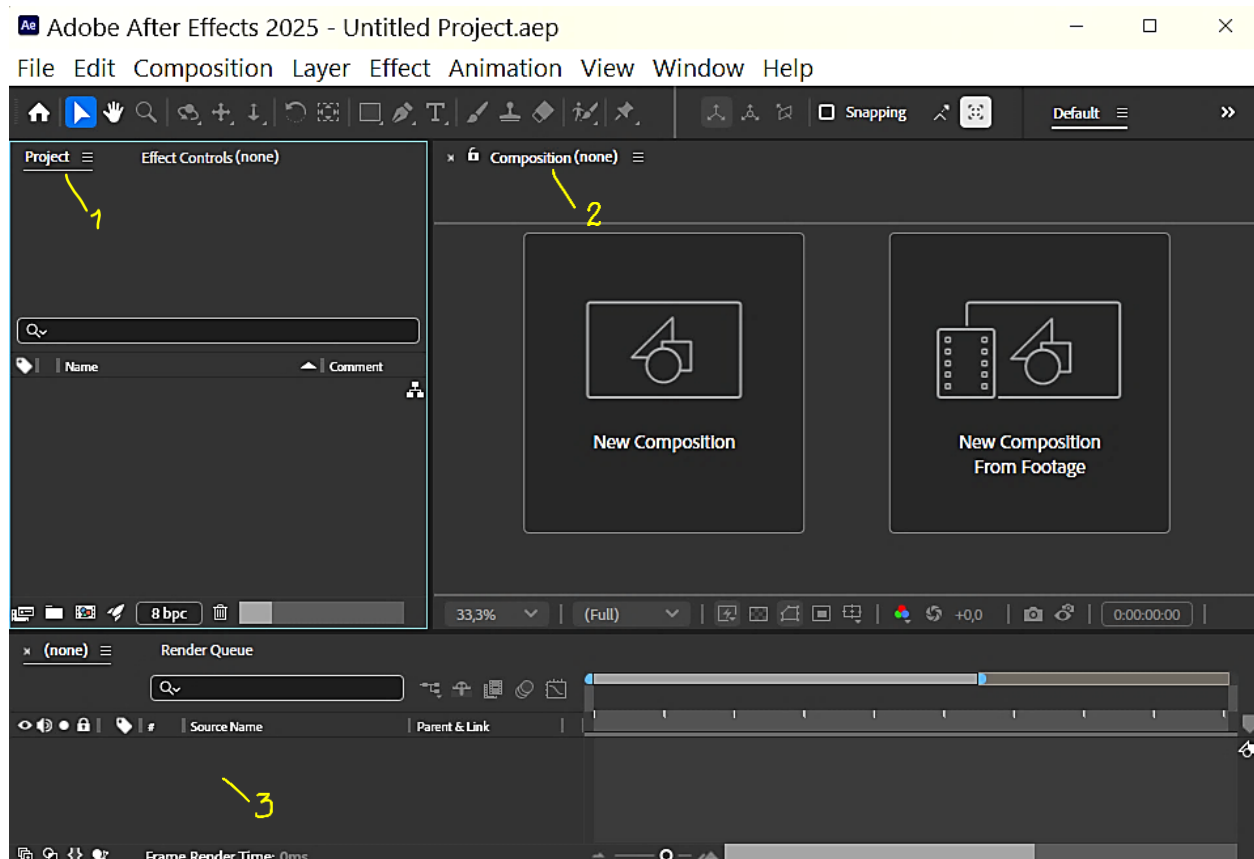 Ae Adobe After Effects 2025 - Untitled Project.aep
File Edit Composition Layer Effect Animation View Window Help
T Snapping Default
Project Effect Controls (none) Composition (none)
1 2
Name Comment
New Composition New Composition
From Footage
8 bpc 33,3% (Full) +0,0 0:00:00:00
(none) Render Queue
# Source Name Parent & Link
3
Frame Render Time: 0ms